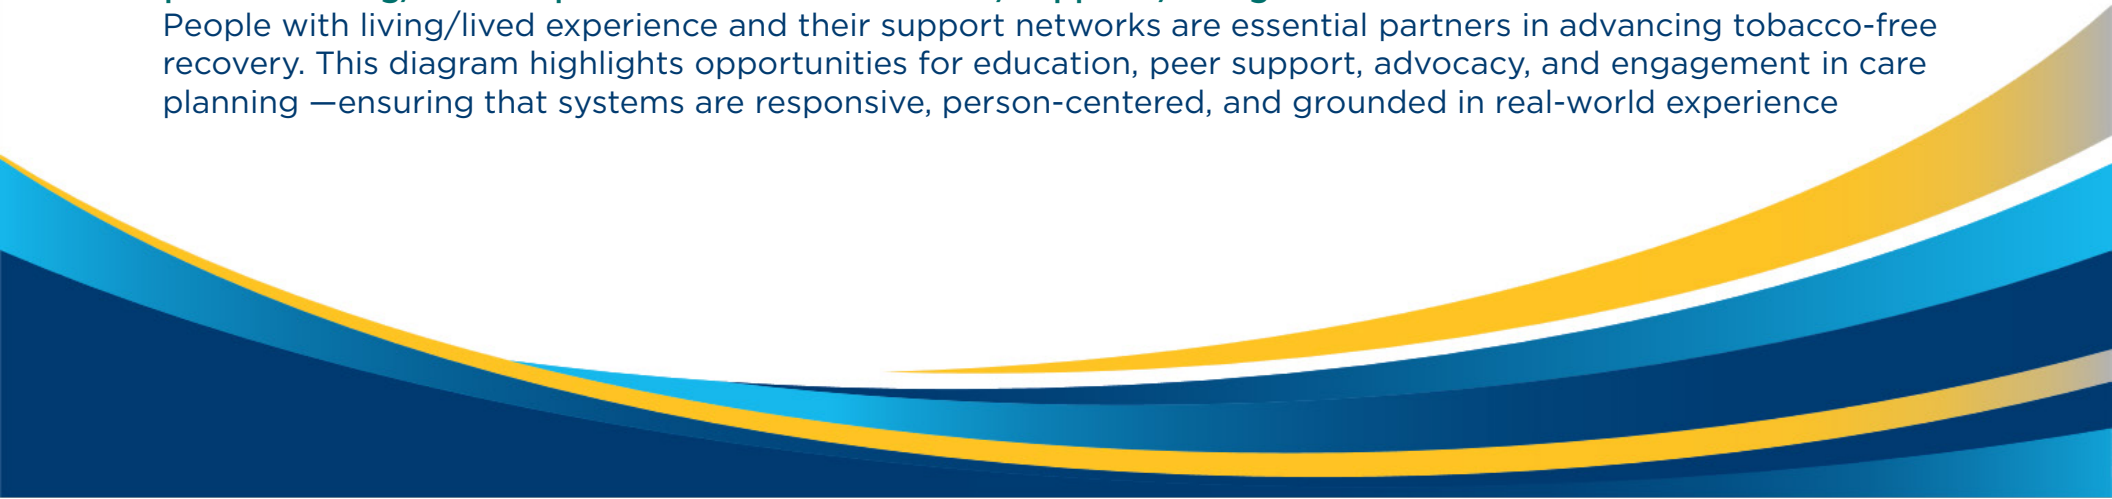 People with living/lived experience and their support networks are essential partners in advancing tobacco-free
recovery. This diagram highlights opportunities for education, peer support, advocacy, and engagement in care
planning —ensuring that systems are responsive, person-centered, and grounded in real-world experience